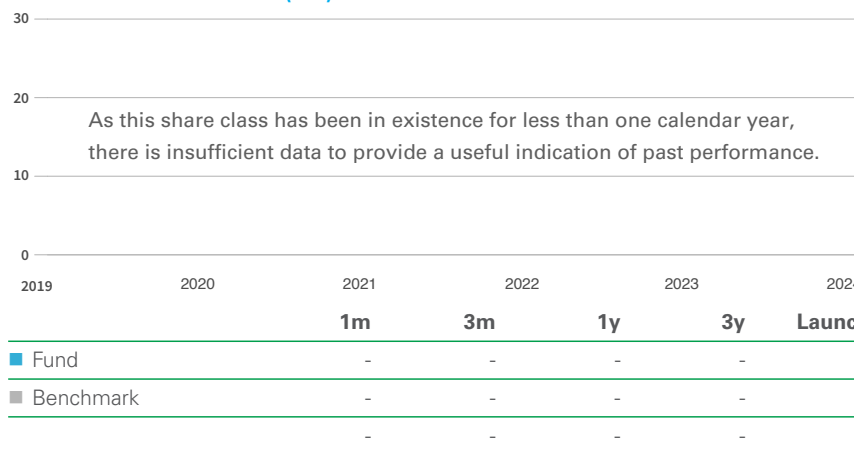 30
20
As this share class has been in existence for less than one calendar year,
there is insufficient data to provide a useful indication of past performance.
10
0
2019 2020 2021 2022 2023
1m 3m 1y 3y
Fund - - - -
Benchmark - - - -
- - - -